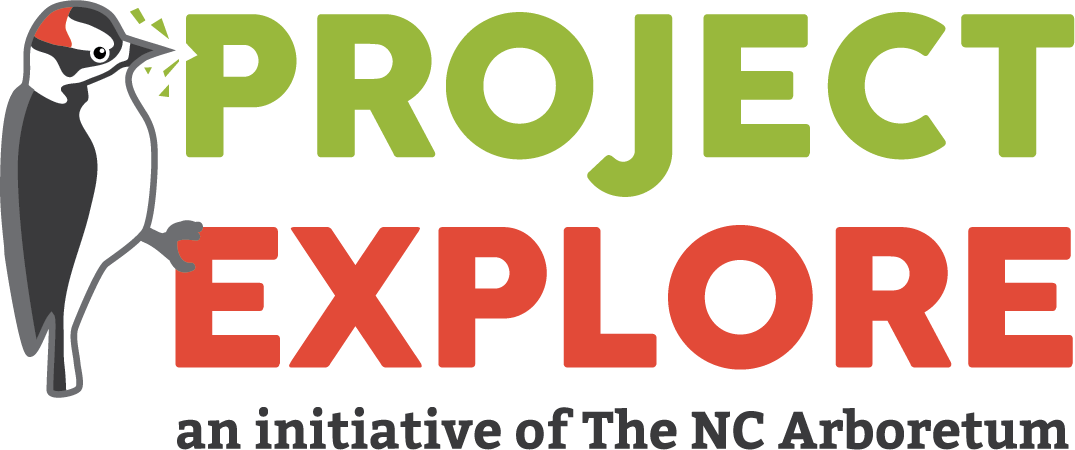 PROJECT
EXPLORE
an initiative of The NC Arboretum